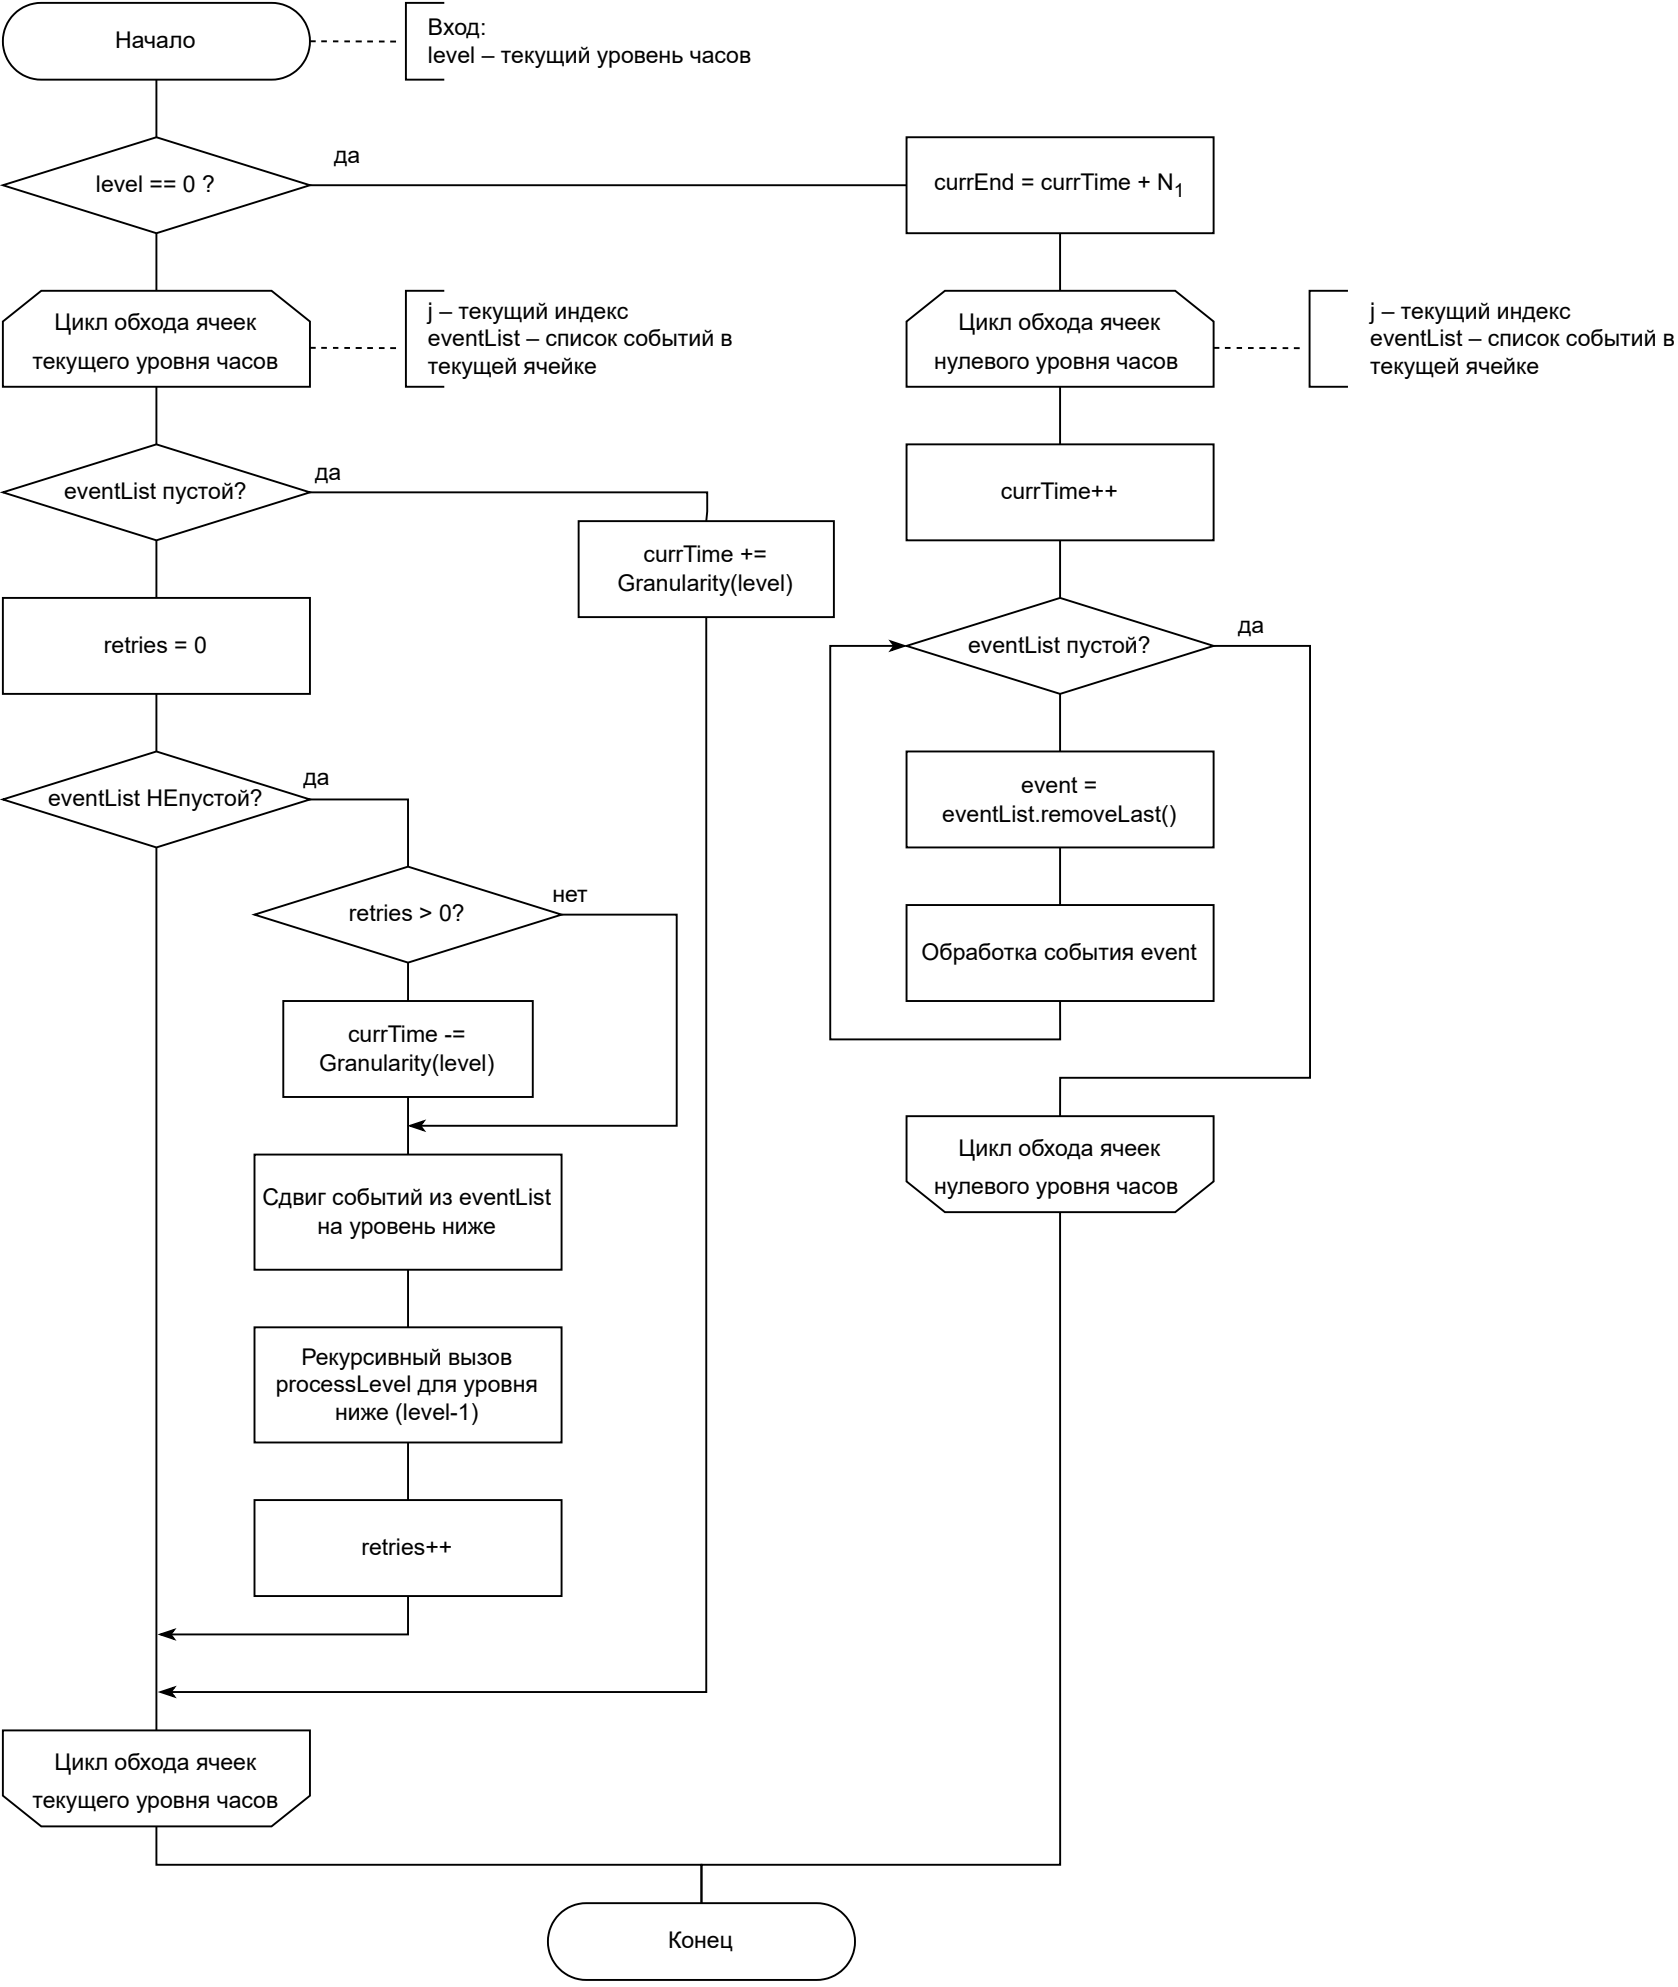 Начало
Вход:
level – текущий уровень часов
level == 0 ?
да
currEnd = currTime + N1
Цикл обхода ячеек
текущего уровня часов
j – текущий индекс
eventList – список событий в
текущей ячейке
Цикл обхода ячеек
нулевого уровня часов
j – текущий индекс
eventList – список событий в
текущей ячейке
eventList пустой?
да
currTime++
currTime +=
Granularity(level)
retries = 0
eventList пустой?
да
eventList НЕпустой?
да
event =
eventList.removeLast()
retries > 0?
нет
Обработка события event
currTime -=
Granularity(level)
Сдвиг событий из eventList
на уровень ниже
Цикл обхода ячеек
нулевого уровня часов
Рекурсивный вызов
processLevel для уровня
ниже (level-1)
retries++
Цикл обхода ячеек
текущего уровня часов
Конец